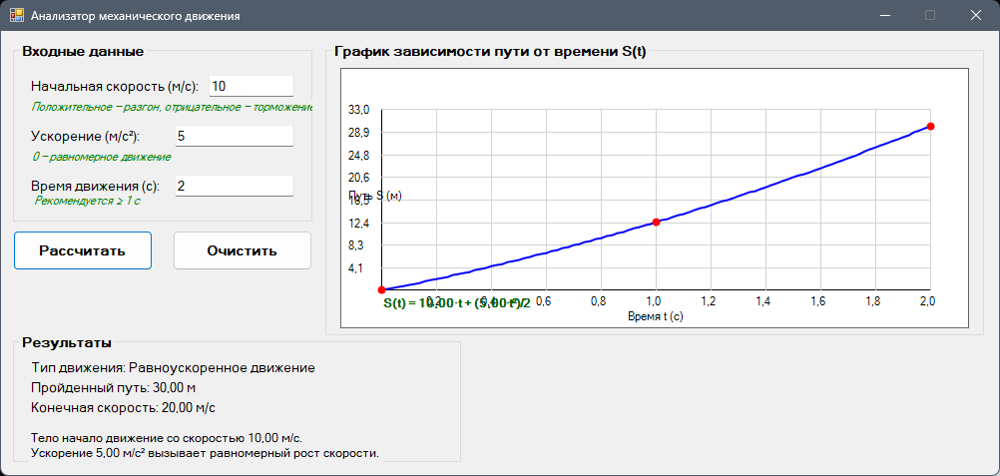 Анализатор механического движения
Входные данные
Начальная скорость (м/с): 10
Положительное – разгон, отрицательное – торможение
Ускорение (м/с²): 5
0 – равномерное движение
Время движения (с): 2
Рекомендуется ≥ 1 с
Рассчитать Очистить
График зависимости пути от времени S(t)
33,0
28,9
24,8
20,6
16,5
Путь S (м)
12,4
8,3
4,1
0,2 0,4 0,6 0,8 1,0 1,2 1,4 1,6 1,8 2,0
S(t) = 10,00·t + (5,00·t²)/2
Время t (с)
Результаты
Тип движения: Равноускоренное движение
Пройденный путь: 30,00 м
Конечная скорость: 20,00 м/с
Тело начало движение со скоростью 10,00 м/с.
Ускорение 5,00 м/с² вызывает равномерный рост скорости.